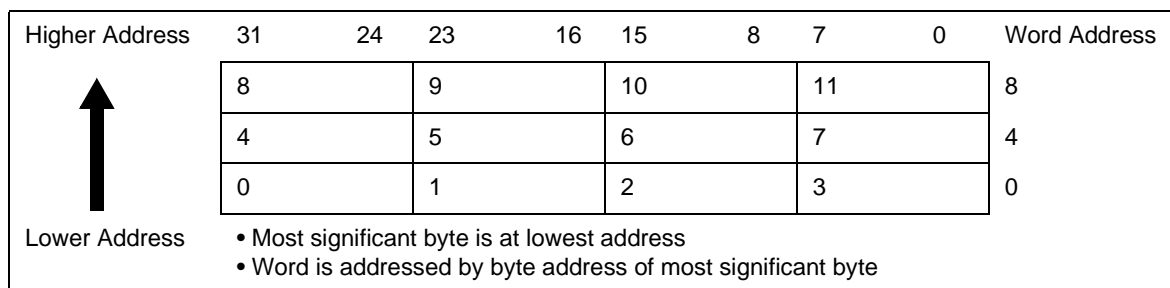 Higher Address 31 24 23 16 15 8 7 0 Word Address
8 9 10 11 8
4 5 6 7 4
0 1 2 3 0
Lower Address • Most significant byte is at lowest address
• Word is addressed by byte address of most significant byte